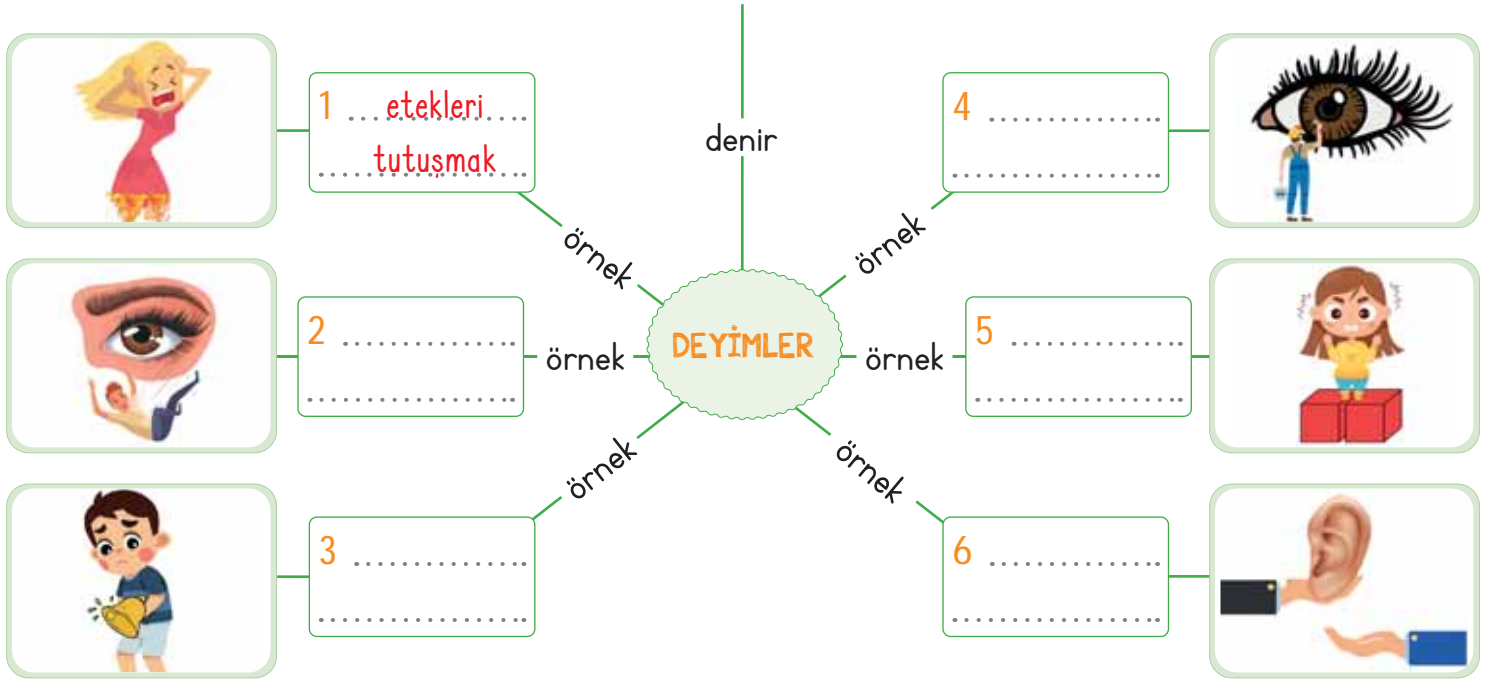 denir
1 etekleri
tutuşmak
örnek
2
örnek
3
örnek
DEYİMLER
4
örnek
5
örnek
6
örnek